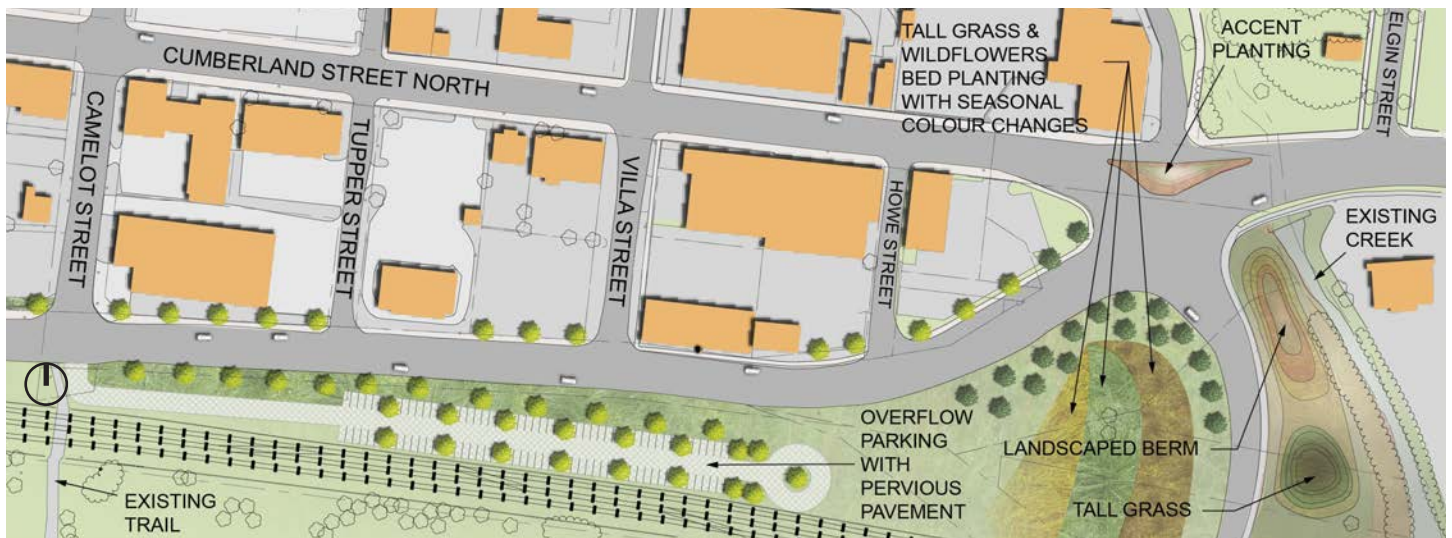 CUMBERLAND STREET NORTH
CAMELOT STREET
TUPPER STREET
VILLA STREET
HOWE STREET
ELGIN STREET
TALL GRASS &
WILDFLOWERS
BED PLANTING
WITH SEASONAL
COLOUR CHANGES
ACCENT
PLANTING
EXISTING
CREEK
OVERFLOW
PARKING
WITH
PERVIOUS
PAVEMENT
LANDSCAPED BERM
TALL GRASS
EXISTING
TRAIL